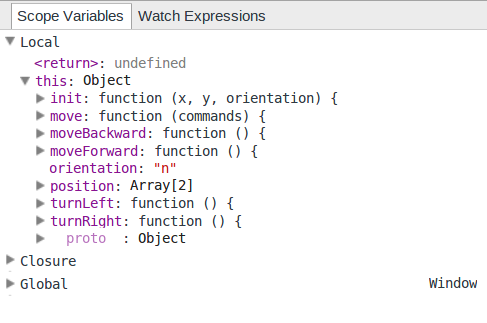 Scope Variables Watch Expressions
Local
<return>: undefined
this: Object
init: function (x, y, orientation) {
move: function (commands) {
moveBackward: function () {
moveForward: function () {
orientation: "n"
position: Array[2]
turnLeft: function () {
turnRight: function () {
proto : Object
Closure
Global Window